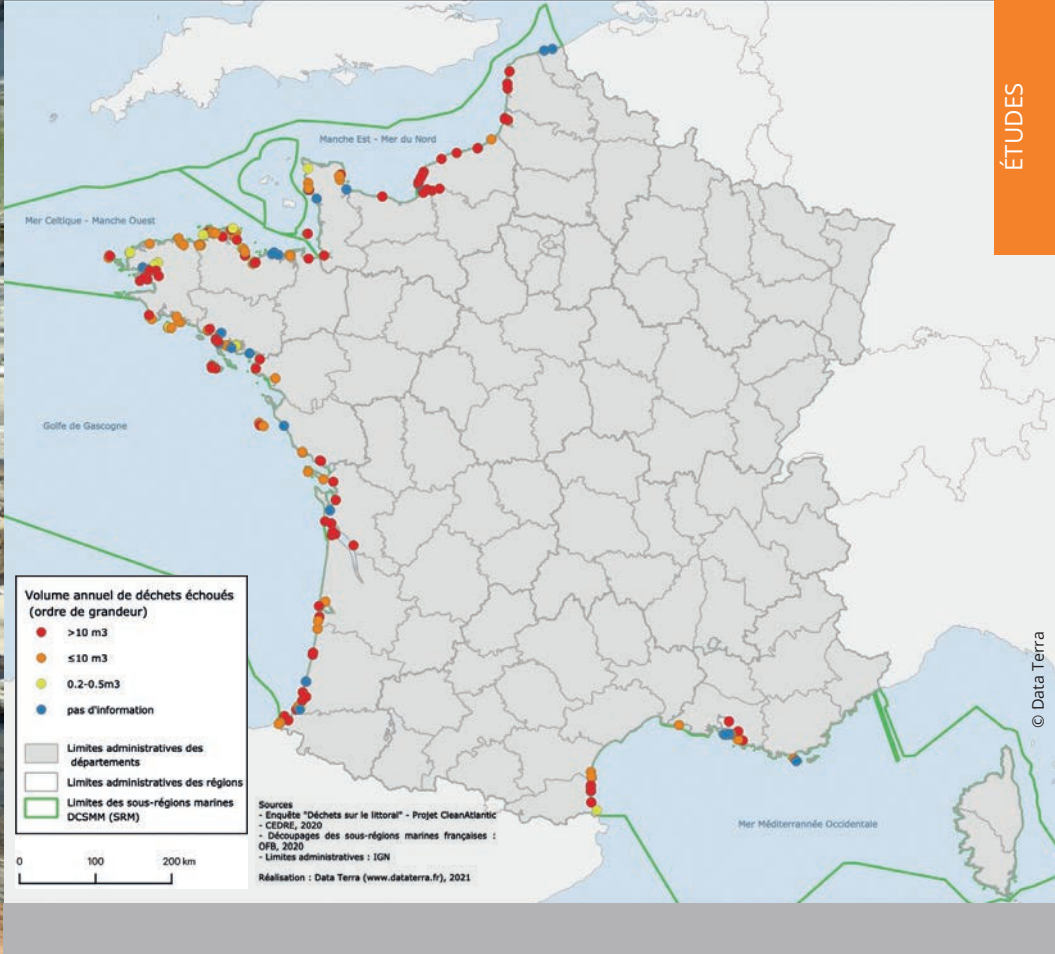 ÉTUDES
Manche Est - Mer du Nord
Mer Celtique - Manche Ouest
Golfe de Gascogne
Mer Méditerrannée Occidentale
Volume annuel de déchets échoués
(ordre de grandeur)
>10 m3
≤10 m3
0.2-0.5m3
pas d'information
Limites administratives des
départements
Limites administratives des régions
Limites des sous-régions marines
DCSMM (SRM)
0 100 200 km
Sources
- Enquête "Déchets sur le littoral" - Projet CleanAtlantic
- CEDRE, 2020
- Découpages des sous-régions marines françaises :
OFB, 2020
- Limites administratives : IGN
Réalisation : Data Terra (www.dataterra.fr), 2021
© Data Terra